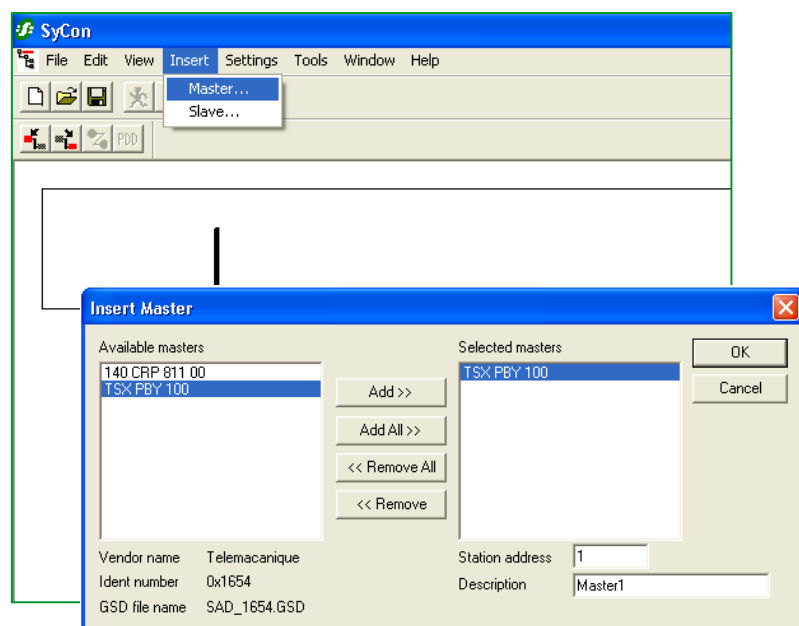 SyCon
File Edit View Insert Settings Tools Window Help
Master...
Slave...
PDD
Insert Master
Available masters
140 CRP 811 00
TSX PBY 100
Add >>
Add All >>
<< Remove All
<< Remove
Selected masters
TSX PBY 100
OK
Cancel
Vendor name Telemacanique
Ident number 0x1654
GSD file name SAD_1654.GSD
Station address 1
Description Master1